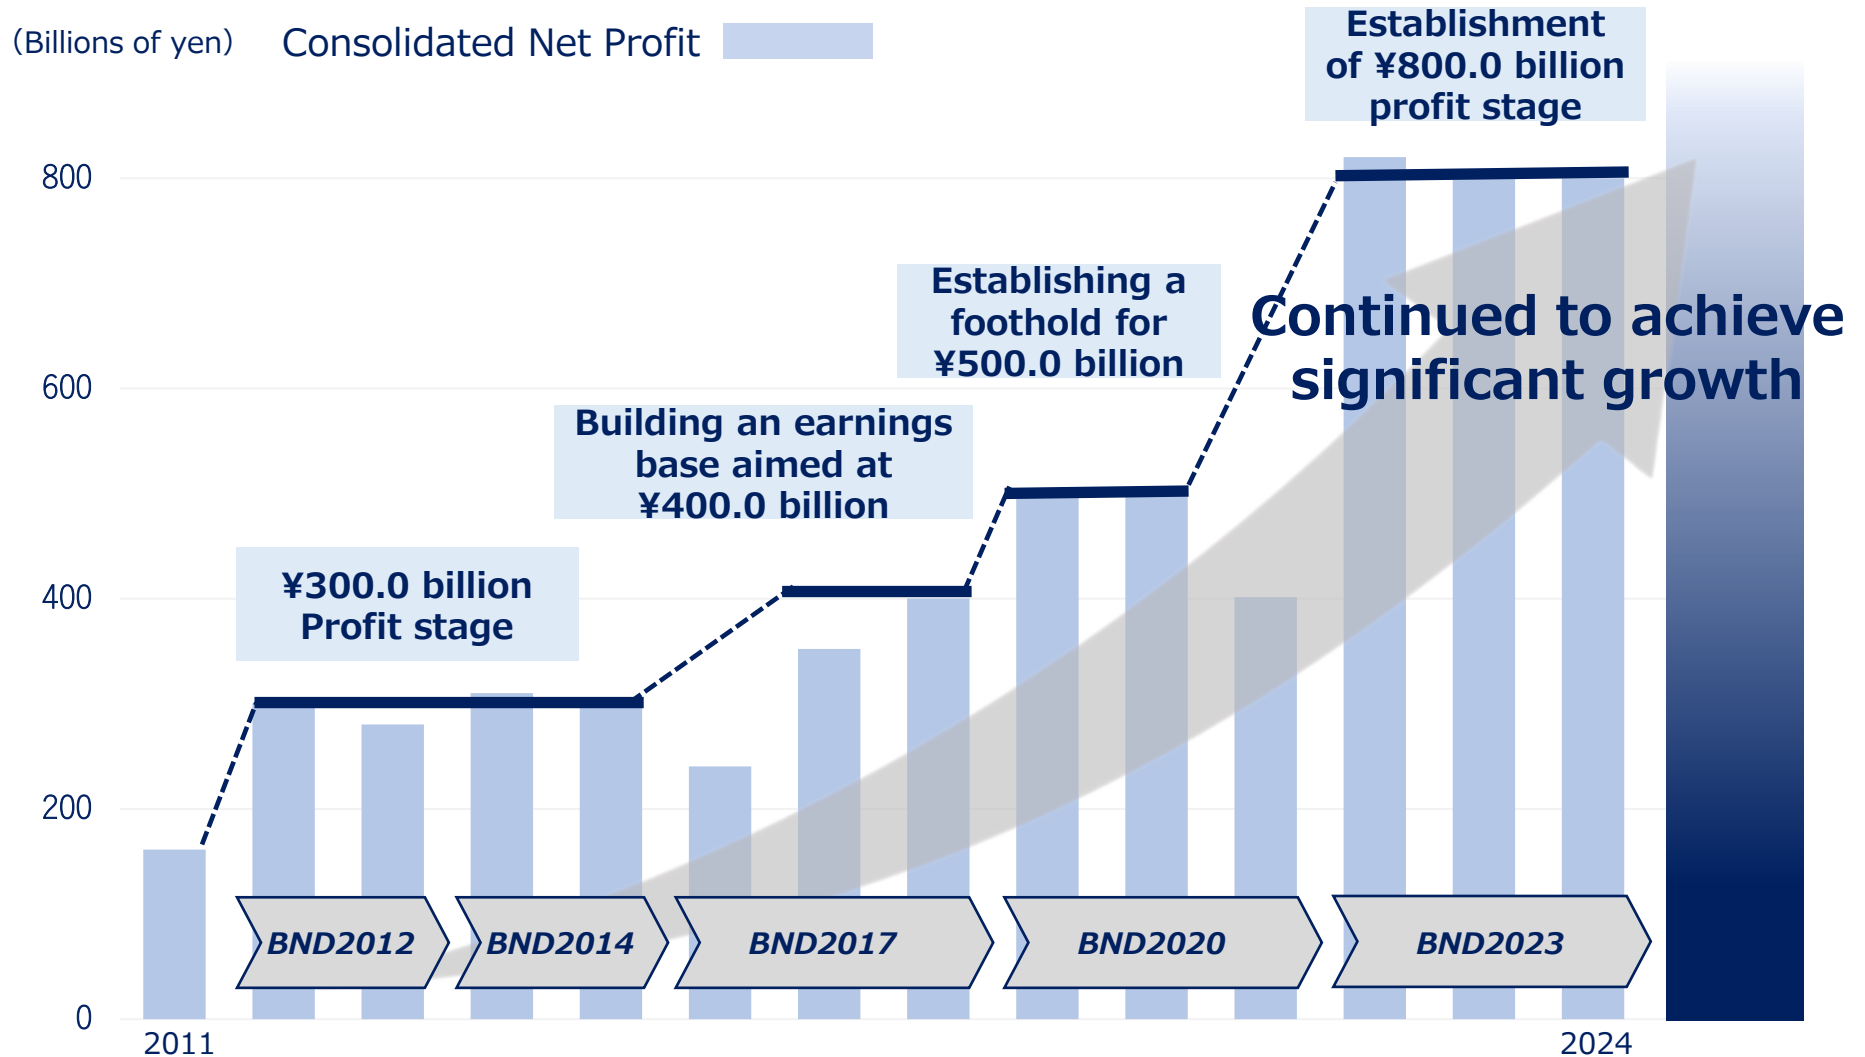 （Billions of yen）
Consolidated Net Profit
Establishment
of ¥800.0 billion
profit stage
800
600
400
200
0
Establishing a
foothold for
¥500.0 billion
Continued to achieve
significant growth
Building an earnings
base aimed at
¥400.0 billion
¥300.0 billion
Profit stage
BND2012
BND2014
BND2017
BND2020
BND2023
2011
2024